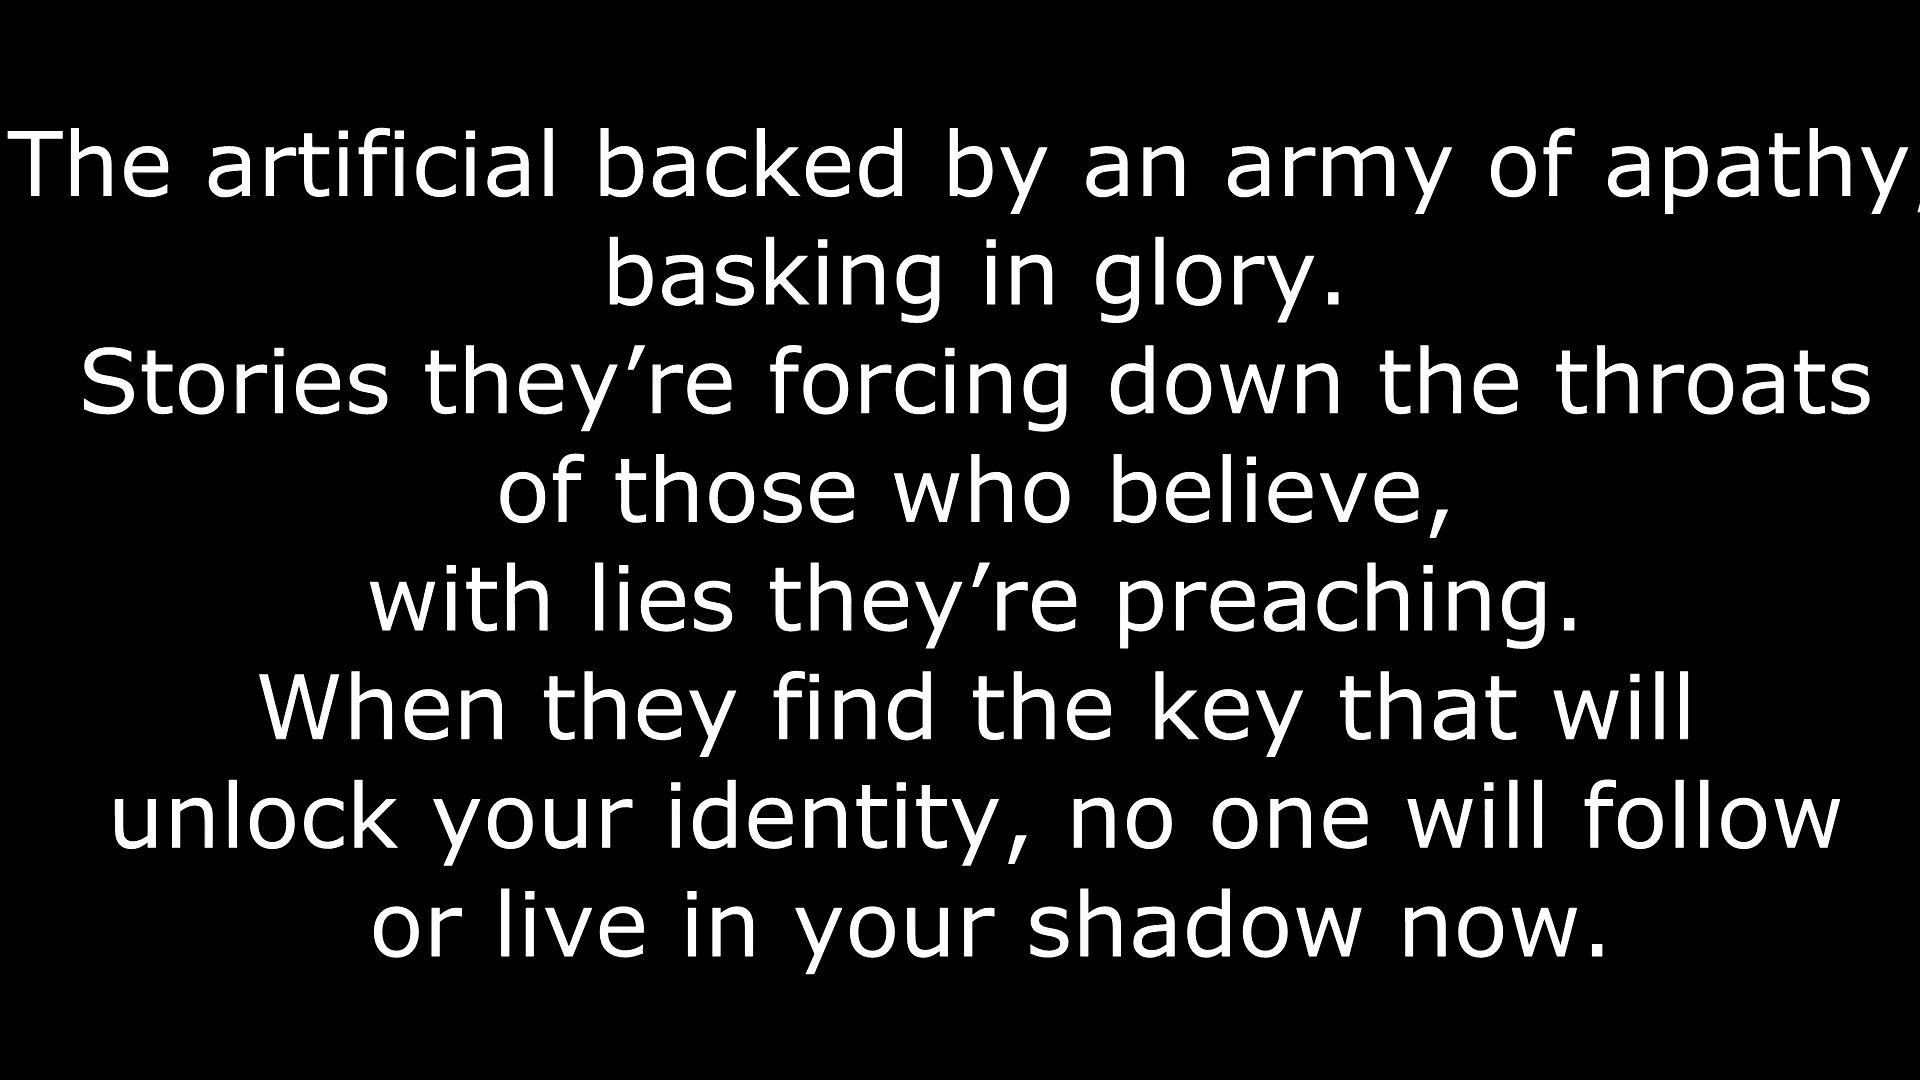 The artificial backed by an army of apathy,
basking in glory.
Stories they’re forcing down the throats
of those who believe,
with lies they’re preaching.
When they find the key that will
unlock your identity, no one will follow
or live in your shadow now.